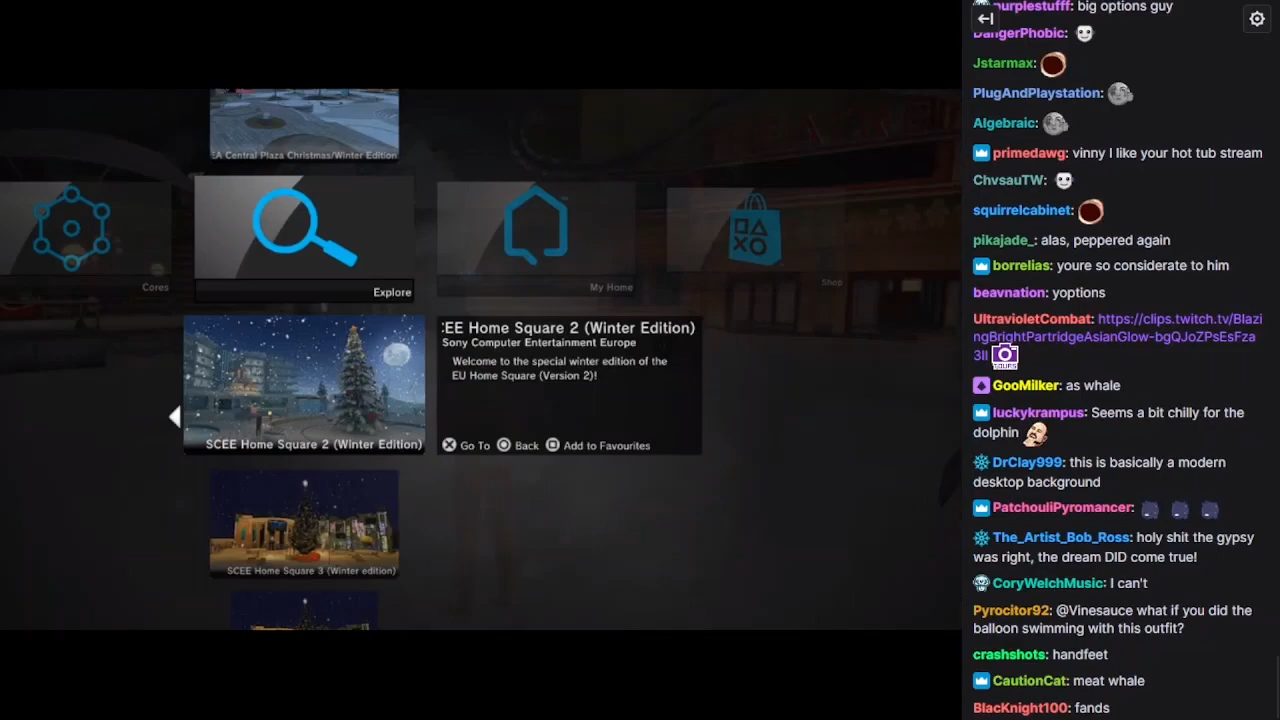 EA Central Plaza Christmas/Winter Edition
Cores
Explore
My Home
Shop
SCEE Home Square 2 (Winter Edition)
EE Home Square 2 (Winter Edition)
Sony Computer Entertainment Europe
Welcome to the special winter edition of the
EU Home Square (Version 2)!
Go To Back Add to Favourites
SCEE Home Square 3 (Winter edition)
purplestufff: big options guy
DangerPhobic:
Jstarmax:
PlugAndPlaystation:
Algebraic:
primedawg: vinny I like your hot tub stream
ChvsauTW:
squirrelcabinet:
pikajade_: alas, peppered again
borrelias: youre so considerate to him
beavnation: yoptions
UltravioletCombat: https://clips.twitch.tv/Blazi
ngBrightPartridgeAsianGlow-bgQJoZPsEsFza
3ll
GooMilker: as whale
luckykrampus: Seems a bit chilly for the
dolphin
DrClay999: this is basically a modern
desktop background
PatchouliPyromancer:
The_Artist_Bob_Ross: holy shit the gypsy
was right, the dream DID come true!
CoryWelchMusic: I can't
Pyrocitor92: @Vinesauce what if you did the
balloon swimming with this outfit?
crashshots: handfeet
CautionCat: meat whale
BlacKnight100: fands